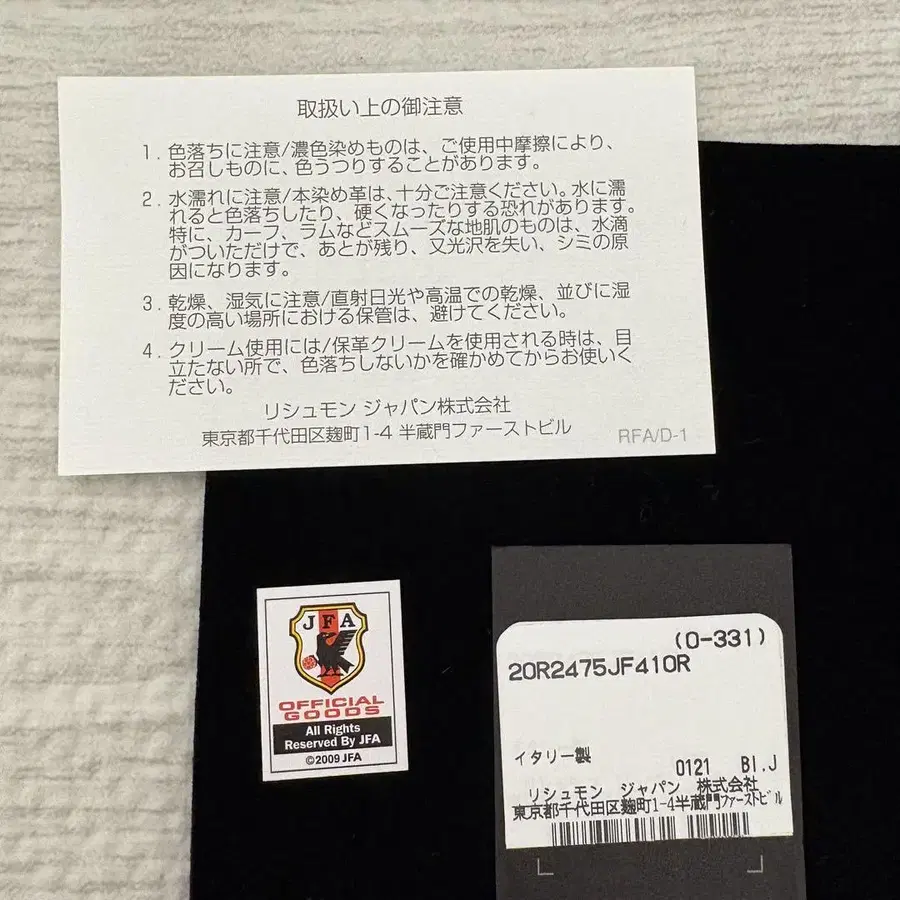 取扱い上の御注意
1. 色落ちに注意/濃色染めものは、ご使用中摩擦により、
お召しものに、色うつりすることがあります。
2. 水濡れに注意/本染め革は、十分ご注意ください。水に濡
れると色落ちしたり、硬くなったりする恐れがあります。
特に、カーフ、ラムなどスムーズな地肌のものは、水滴
がついただけで、あとが残り、又光沢を失い、シミの原
因になります。
3. 乾燥、湿気に注意/直射日光や高温での乾燥、並びに湿
度の高い場所における保管は、避けてください。
4. クリーム使用には/保革クリームを使用される時は、目
立たない所で、色落ちしないかを確かめてからお使いく
ださい。
リシュモン ジャパン株式会社
東京都千代田区麹町1-4 半蔵門ファーストビル
RFA/D-1
JFA
OFFICIAL
GOODS
All Rights
Reserved By JFA
©2009 JFA
(0-331)
20R2475JF410R
イタリー製
0121 BI.J
リシュモン ジャパン 株式会社
東京都千代田区麹町1-4半蔵門ファーストビル